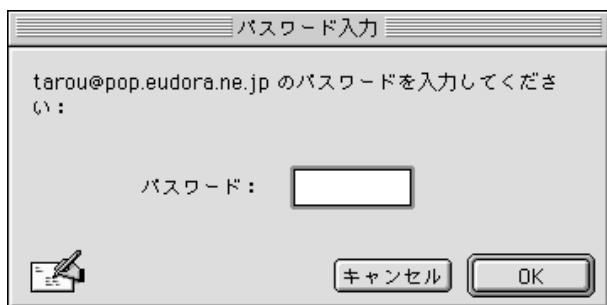 パスワード入力
tarou@pop.eudora.ne.jp のパスワードを入力してくださ
い：
パスワード：
キャンセル
OK